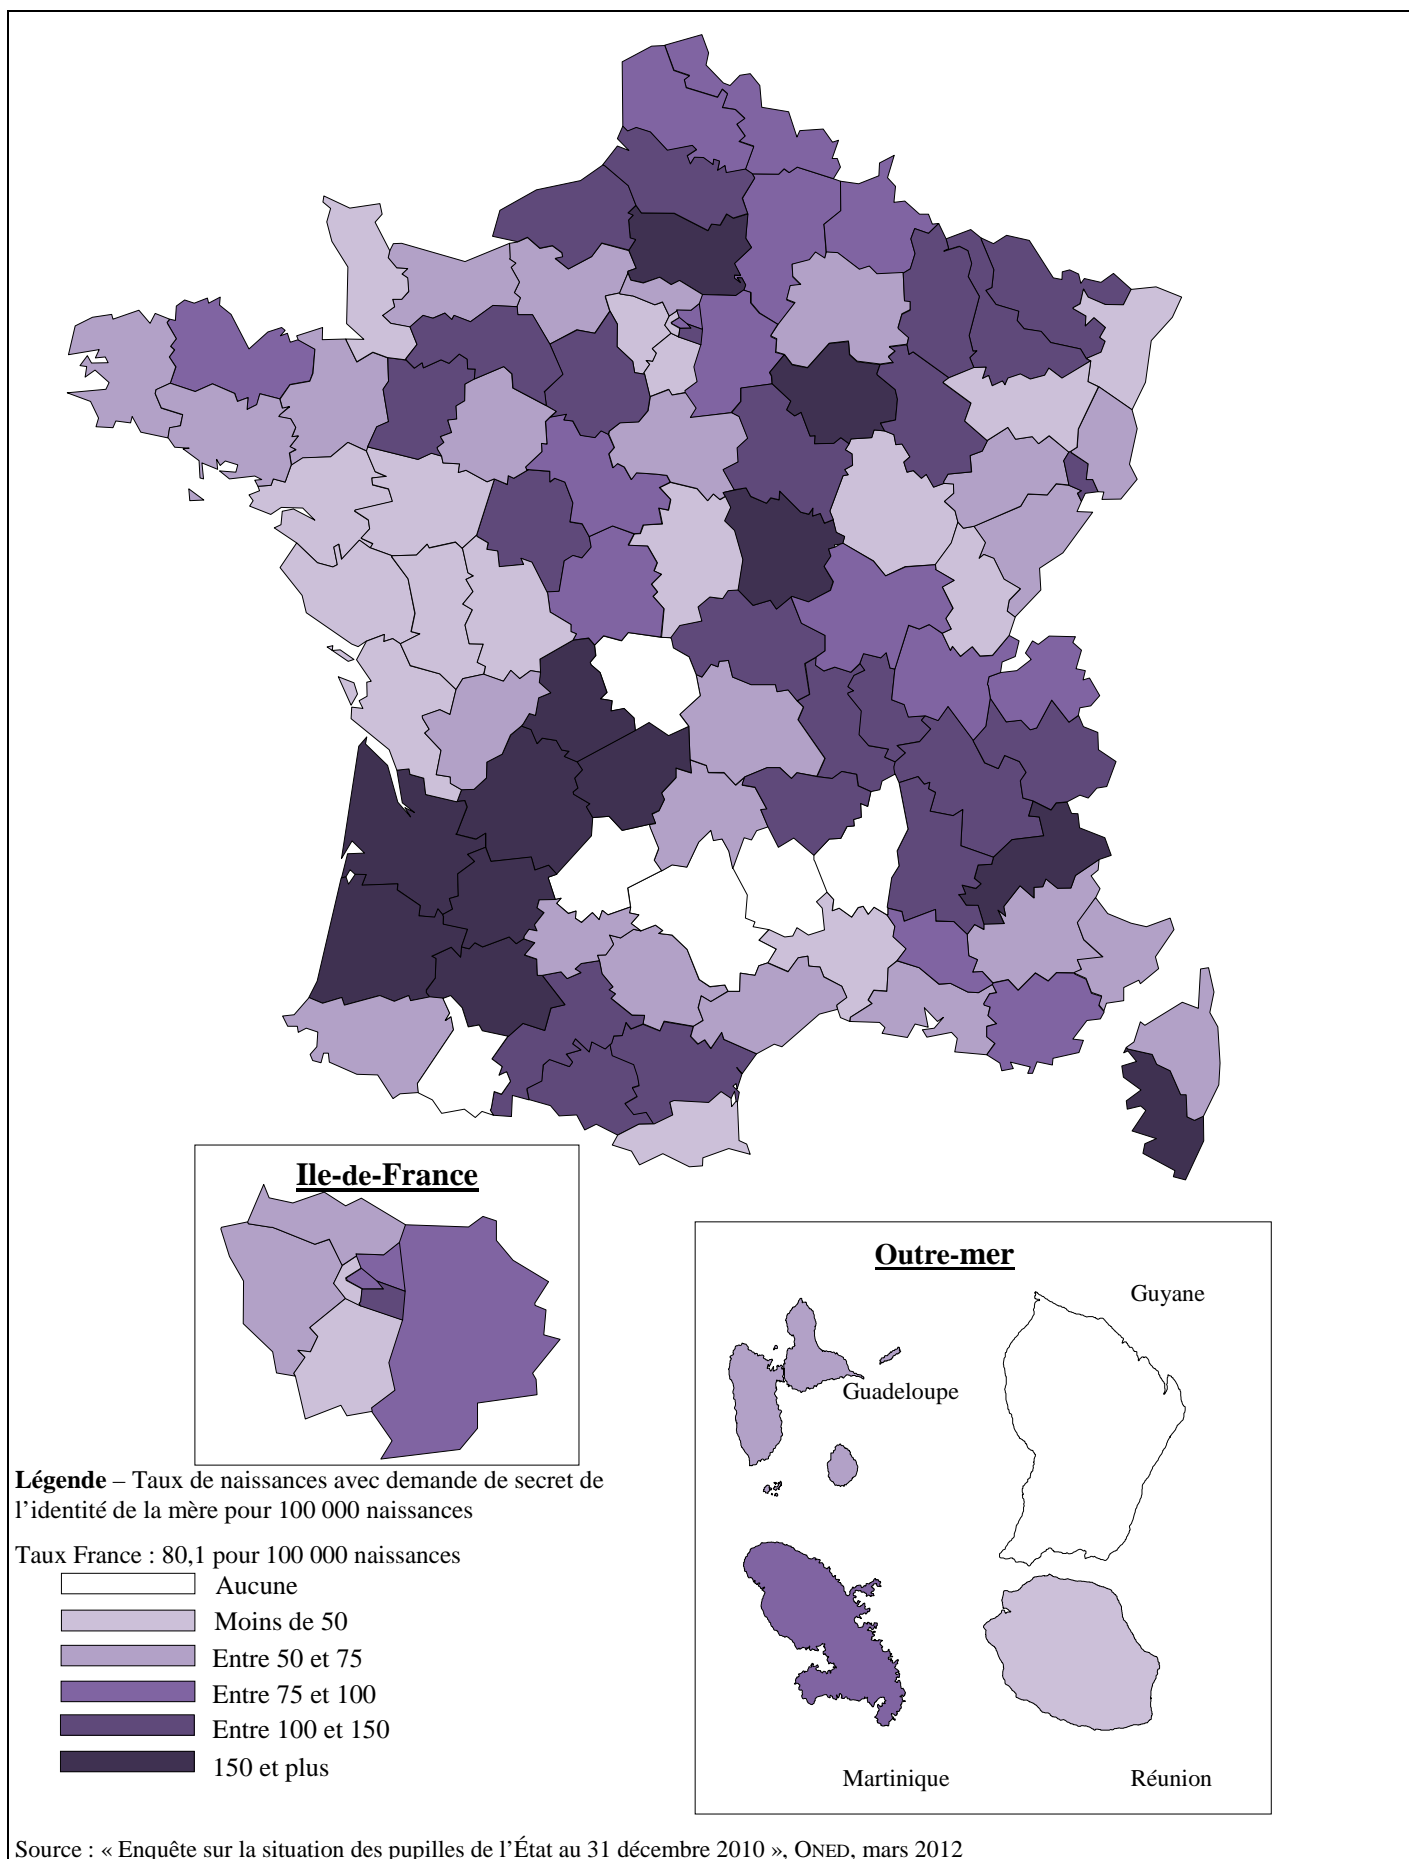 Ile-de-France
Outre-mer
Guyane
Guadeloupe
Martinique
Réunion
Légende – Taux de naissances avec demande de secret de
l’identité de la mère pour 100 000 naissances
Taux France : 80,1 pour 100 000 naissances
Aucune
Moins de 50
Entre 50 et 75
Entre 75 et 100
Entre 100 et 150
150 et plus
Source : « Enquête sur la situation des pupilles de l’État au 31 décembre 2010 », ONED, mars 2012